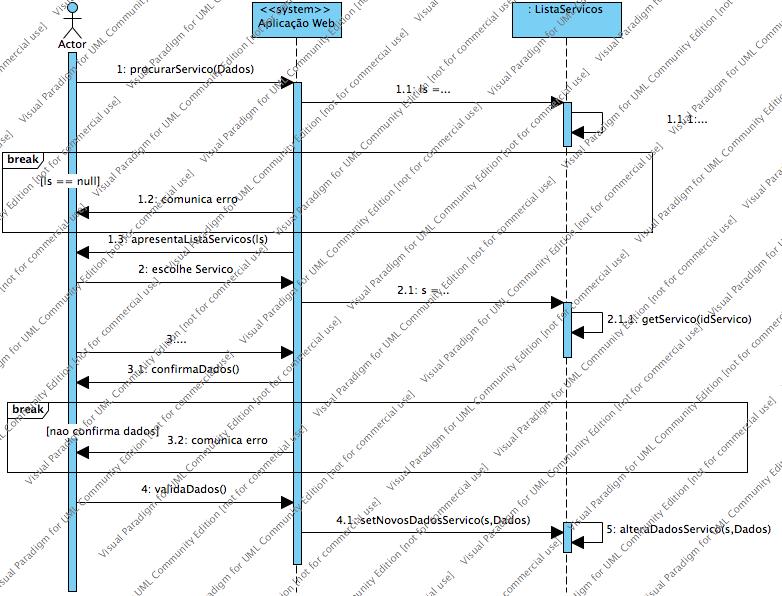 <<system>>
Aplicação Web
: ListaServicos
Actor
1: procurarServico(Dados)
1.1: ls =...
1.1.1:...
break
[ls == null]
1.2: comunica erro
1.3: apresentaListaServicos(ls)
2: escolhe Servico
2.1: s =...
2.1.1: getServico(idServico)
3:...
3.1: confirmaDados()
break
[nao confirma dados]
3.2: comunica erro
4: validaDados()
4.1: setNovosDadosServico(s,Dados)
5: alteraDadosServico(s,Dados)
Visual Paradigm for UML Community Edition [not for commercial use]